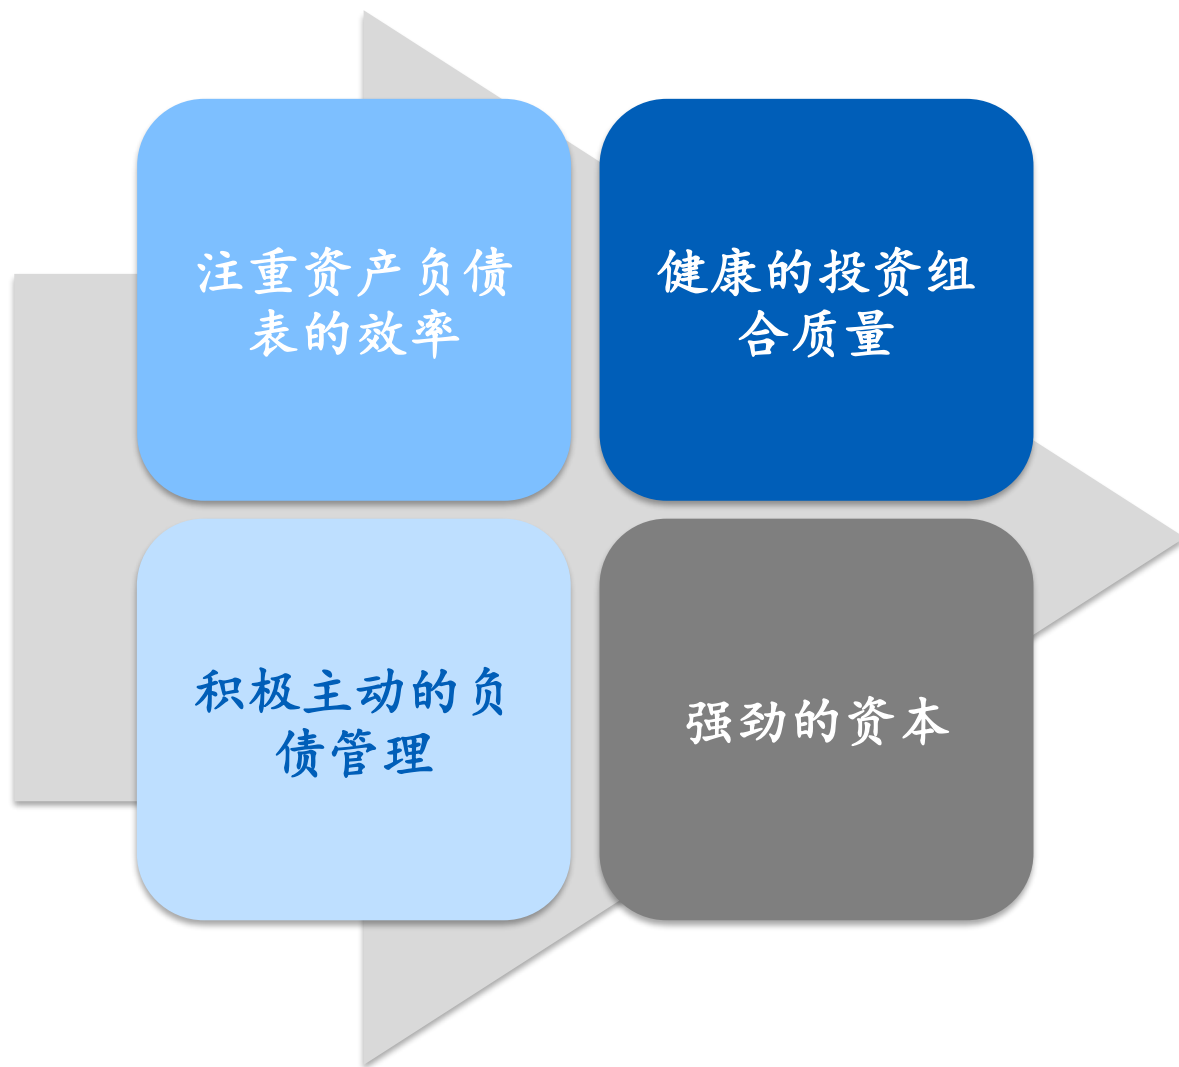 注重资产负债
表的效率
健康的投资组
合质量
积极主动的负
债管理
强劲的资本